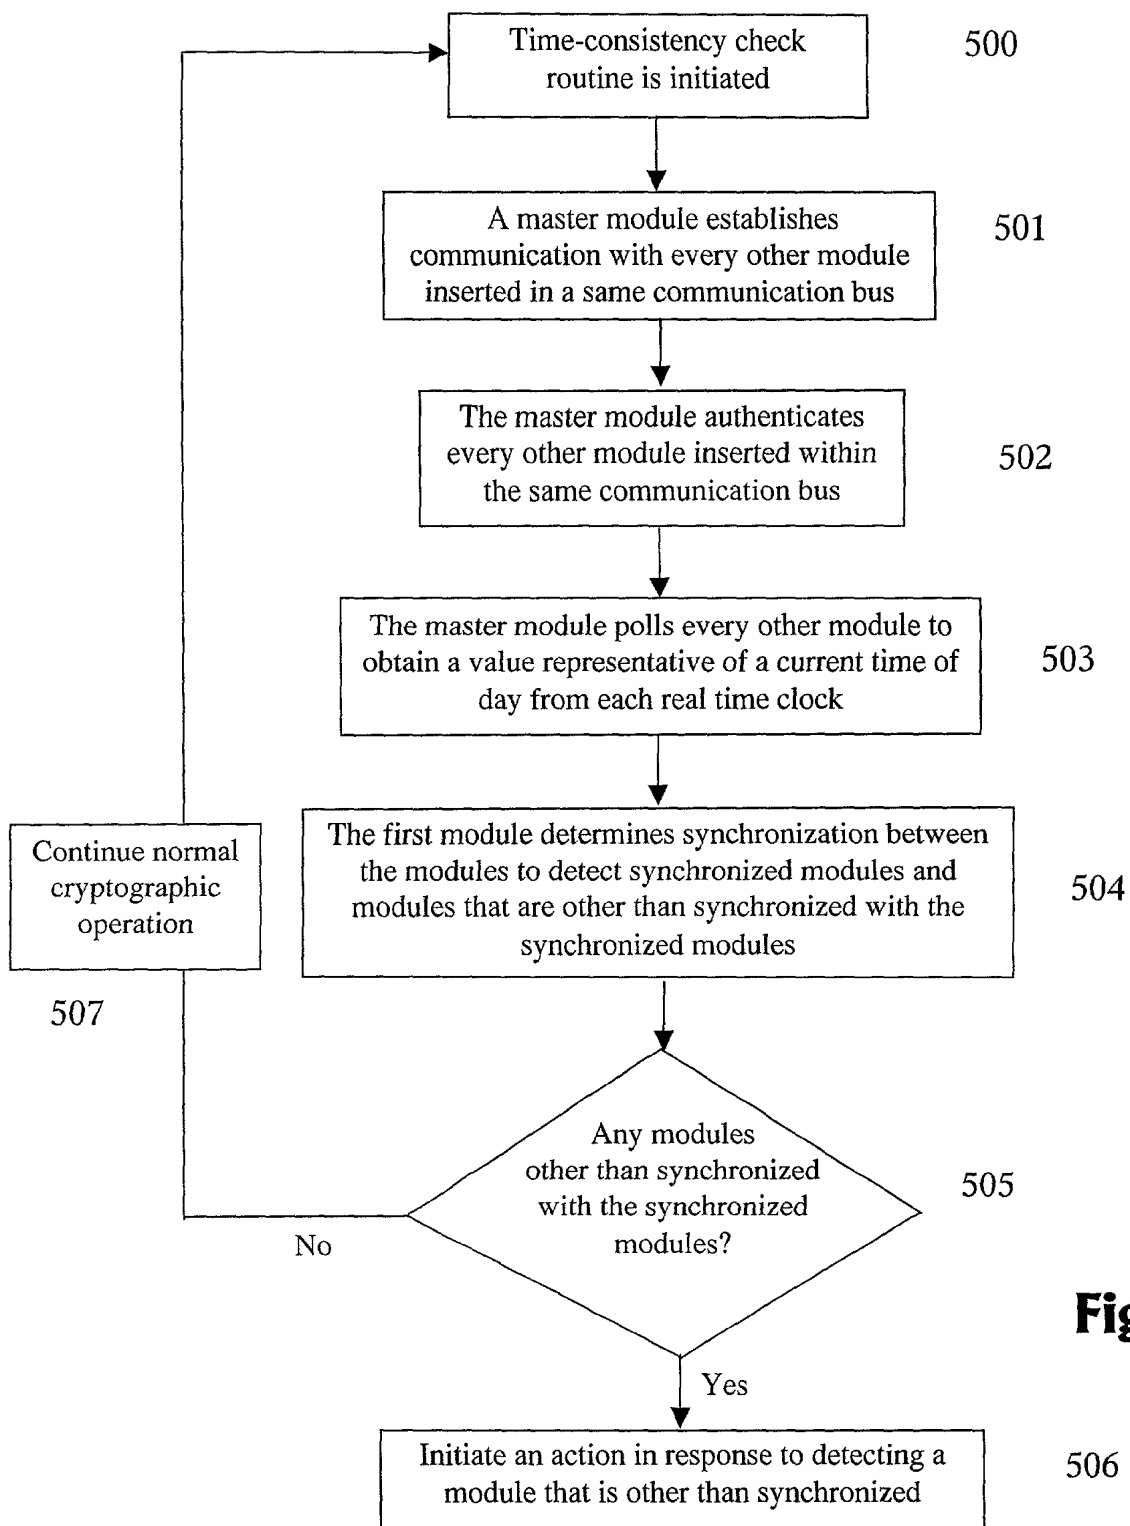 Time-consistency check
routine is initiated
500
A master module establishes
communication with every other module
inserted in a same communication bus
501
The master module authenticates
every other module inserted within
the same communication bus
502
The master module polls every other module to
obtain a value representative of a current time of
day from each real time clock
503
The first module determines synchronization between
the modules to detect synchronized modules and
modules that are other than synchronized with the
synchronized modules
504
Continue normal
cryptographic
operation
507
Any modules
other than synchronized
with the synchronized
modules?
505
No
Yes
Fig
Initiate an action in response to detecting a
module that is other than synchronized
506